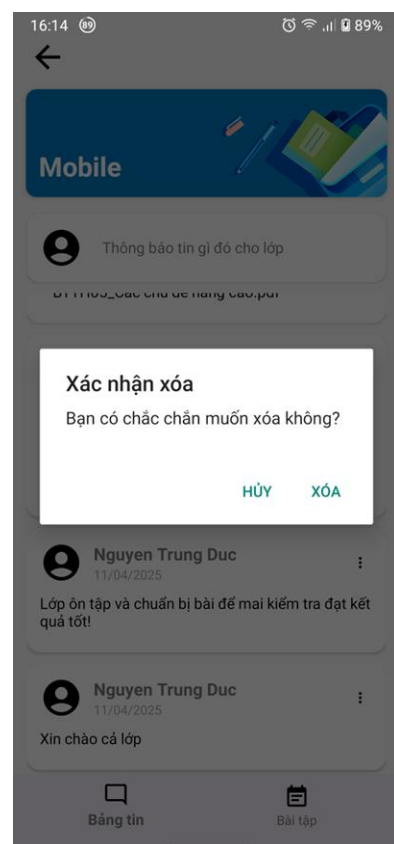 16:14 89 89%
Mobile
Thông báo tin gì đó cho lớp
Xác nhận xóa
Bạn có chắc chắn muốn xóa không?
HỦY XÓA
Nguyen Trung Duc
11/04/2025
Lớp ôn tập và chuẩn bị bài để mai kiểm tra đạt kết
quả tốt!
Nguyen Trung Duc
11/04/2025
Xin chào cả lớp
Bảng tin Bài tập